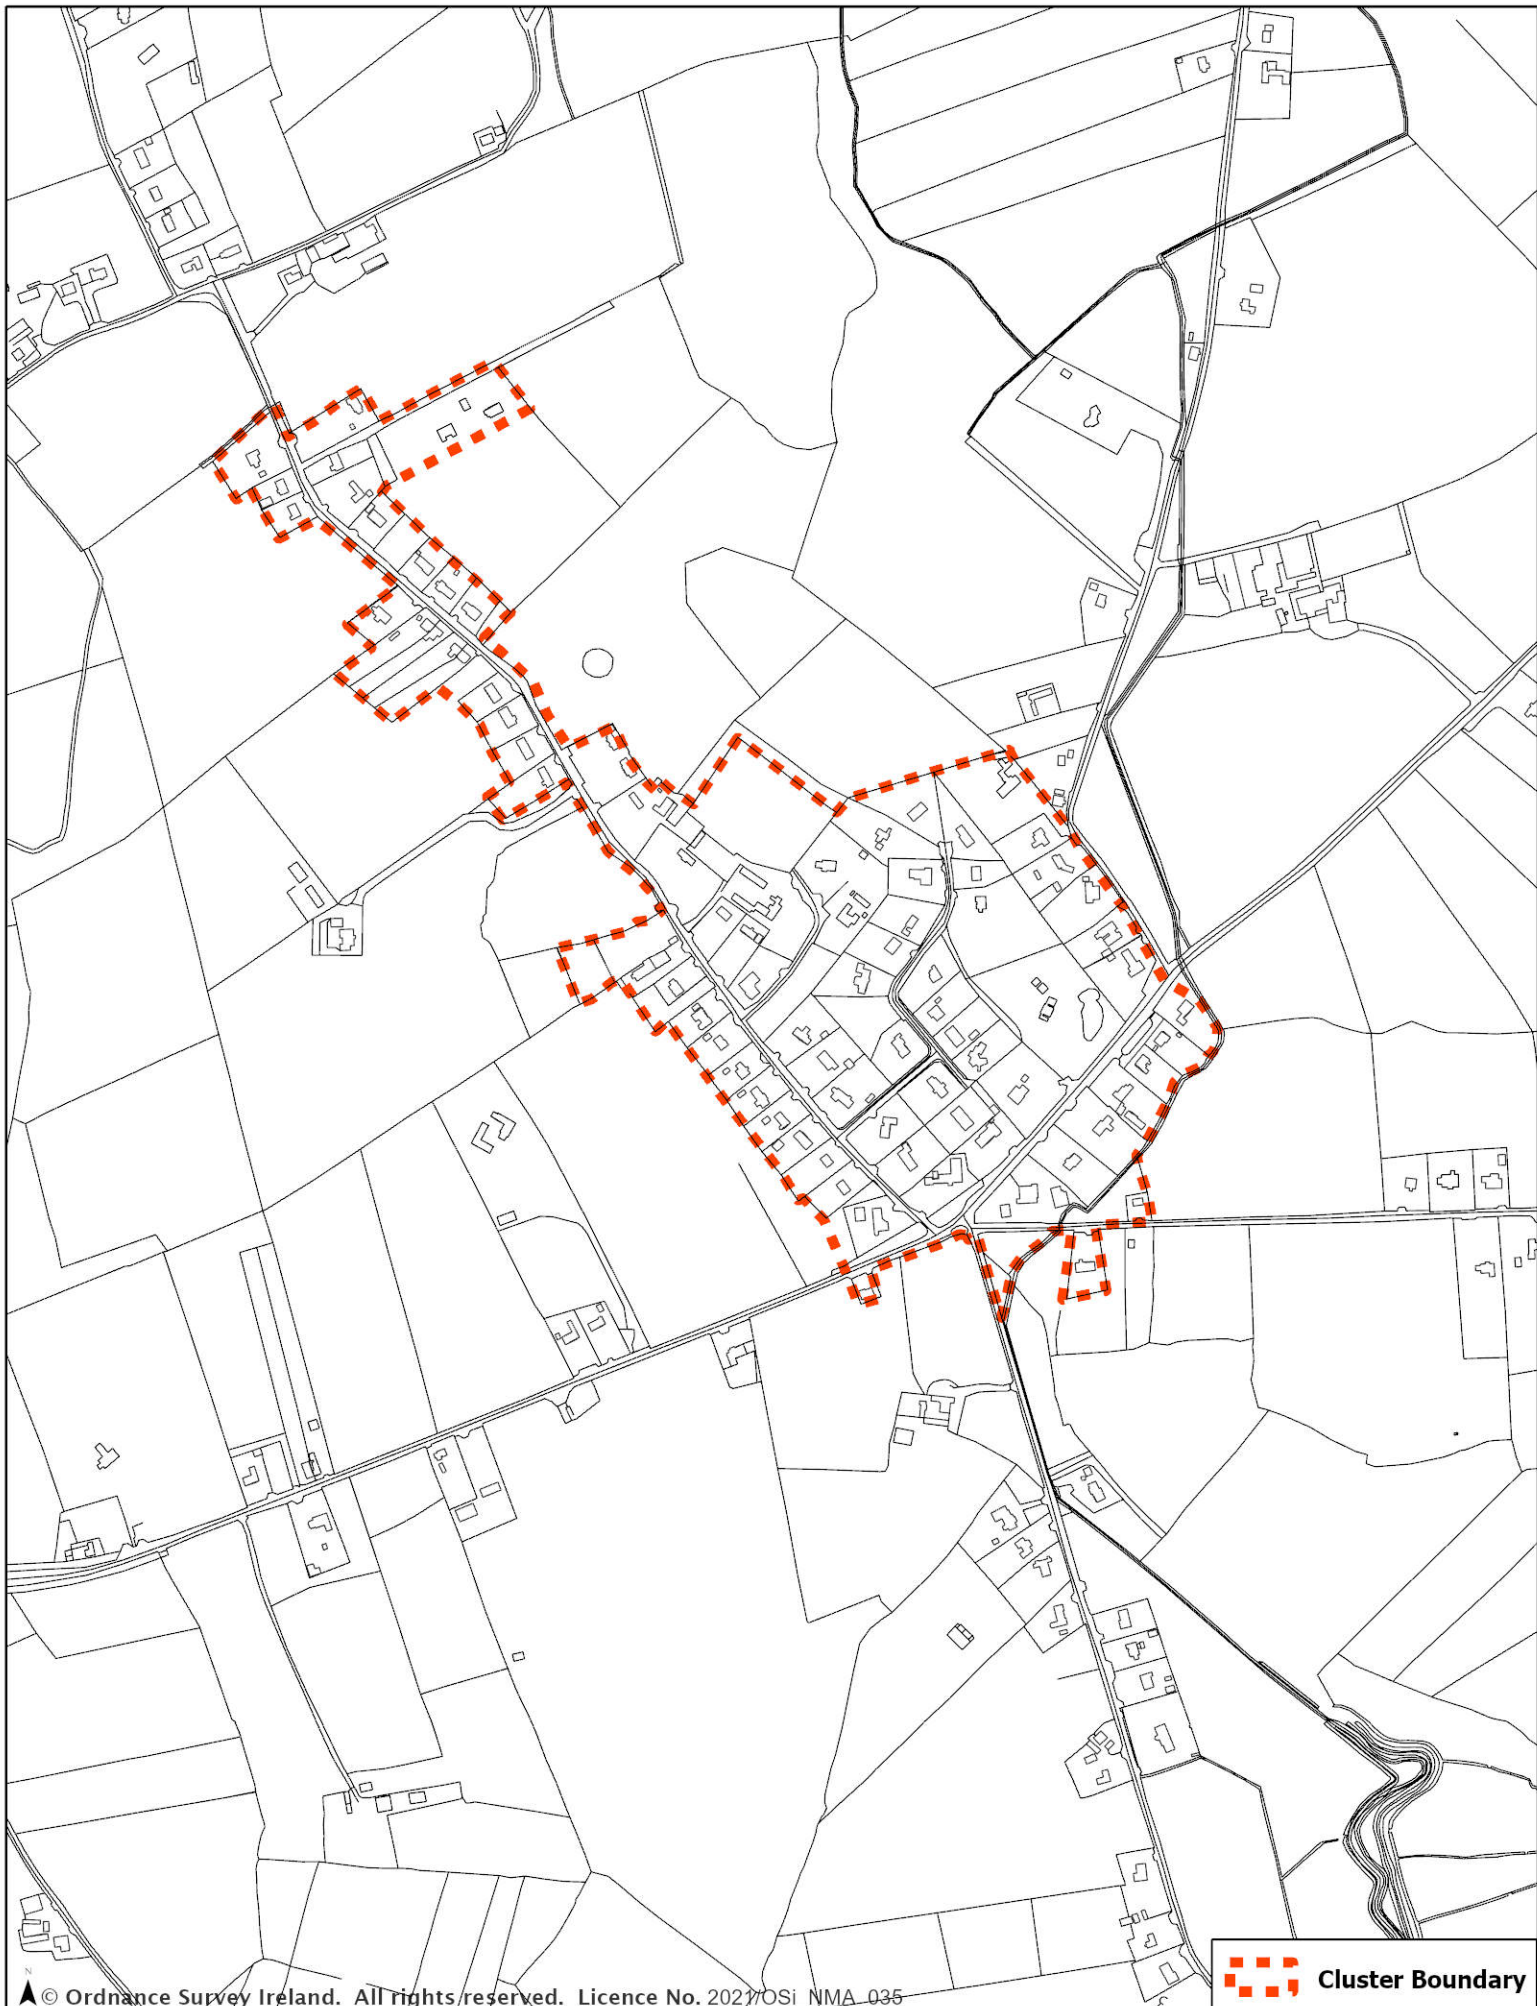 Cluster Boundary
N
© Ordnance Survey Ireland. All rights reserved. Licence No. 2021/OSi_NMA_035